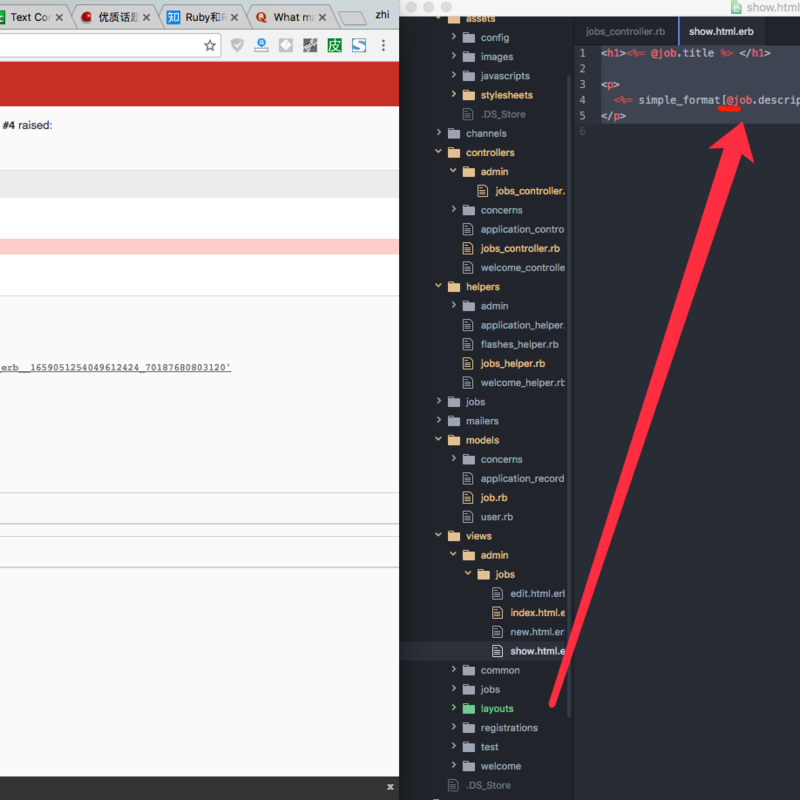 Text Co
优质话题
Ruby和R
What ma
zhi
#4 raised:
_erb__1659051254049612424_70187680803120'
x
assets
config
images
javascripts
stylesheets
.DS_Store
channels
controllers
admin
jobs_controller.
concerns
application_contro
jobs_controller.rb
welcome_controlle
helpers
admin
application_helper.
flashes_helper.rb
jobs_helper.rb
welcome_helper.rb
jobs
mailers
models
concerns
application_record
job.rb
user.rb
views
admin
jobs
edit.html.erl
index.html.e
new.html.er
show.html.e
common
jobs
layouts
registrations
test
welcome
.DS_Store
show.html
jobs_controller.rb
show.html.erb
1 <h1><%= @job.title %> </h1>
2
3 <p>
4 <%= simple_format[@job.descrip
5 </p>
6